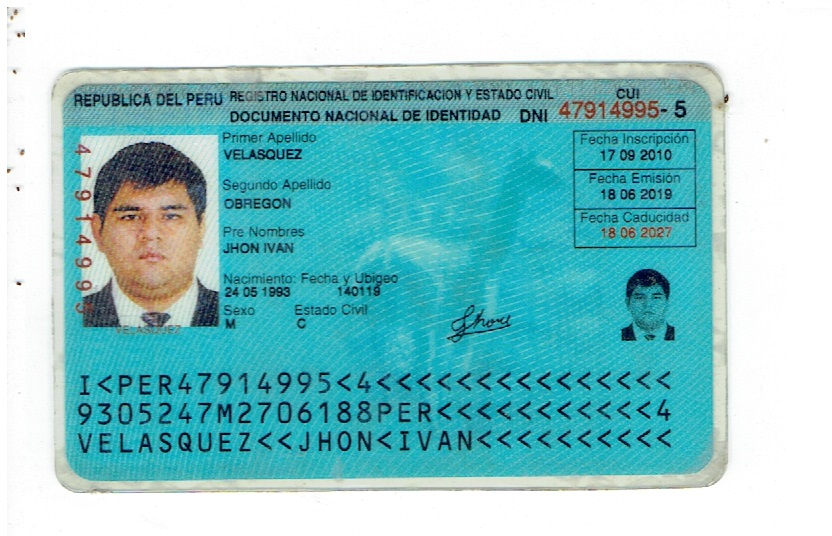 REPUBLICA DEL PERU REGISTRO NACIONAL DE IDENTIFICACION Y ESTADO CIVIL
DOCUMENTO NACIONAL DE IDENTIDAD
CUI
DNI 47914995-5
47914995
Primer Apellido
VELASQUEZ
Segundo Apellido
OBREGON
Pre Nombres
JHON IVAN
Nacimiento: Fecha y Ubigeo
24 05 1993 140119
Sexo Estado Civil
M C
Fecha Inscripción
17 09 2010
Fecha Emisión
18 06 2019
Fecha Caducidad
18 06 2027
Jhon
I<PER47914995<4<<<<<<<<<<<<<<<
9305247M2706188PER<<<<<<<<<<<4
VELASQUEZ<<JHON<IVAN<<<<<<<<<<